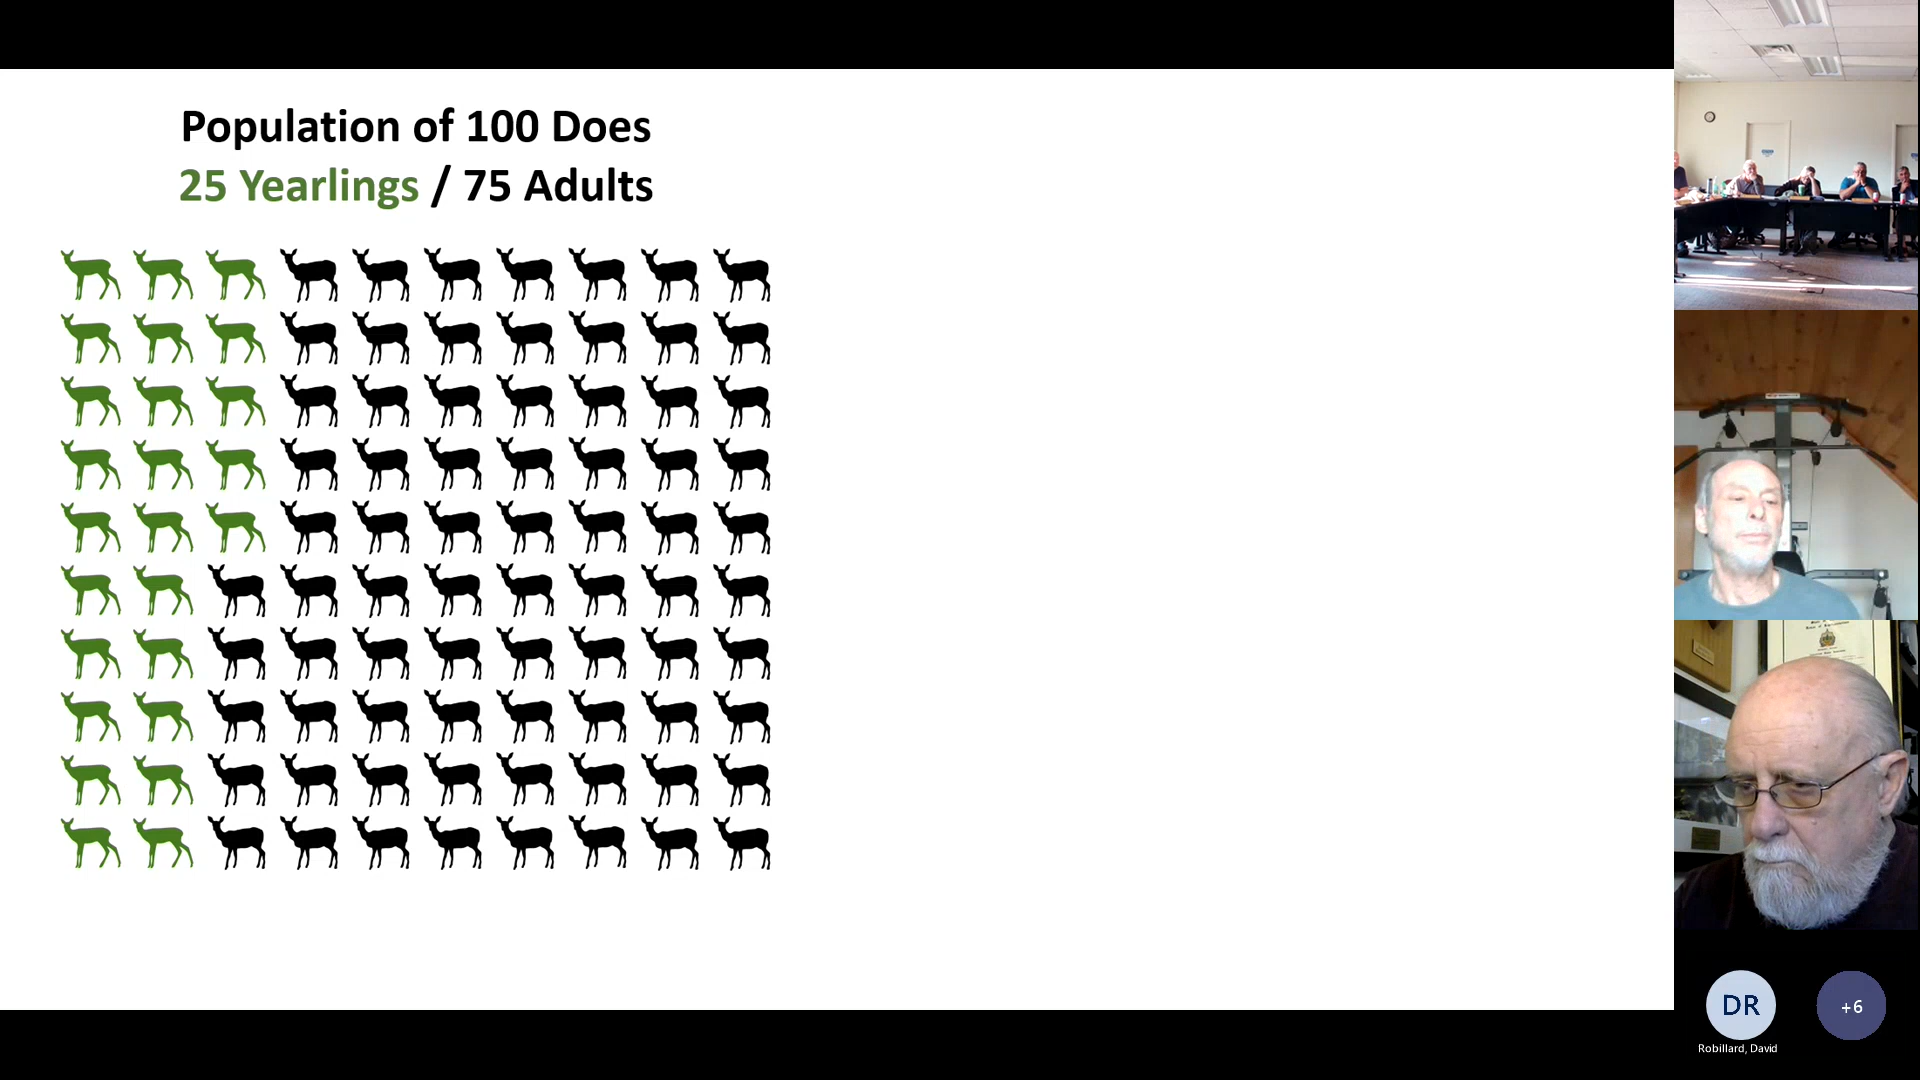 Population of 100 Does
25 Yearlings / 75 Adults
DR
+6
Robillard, David